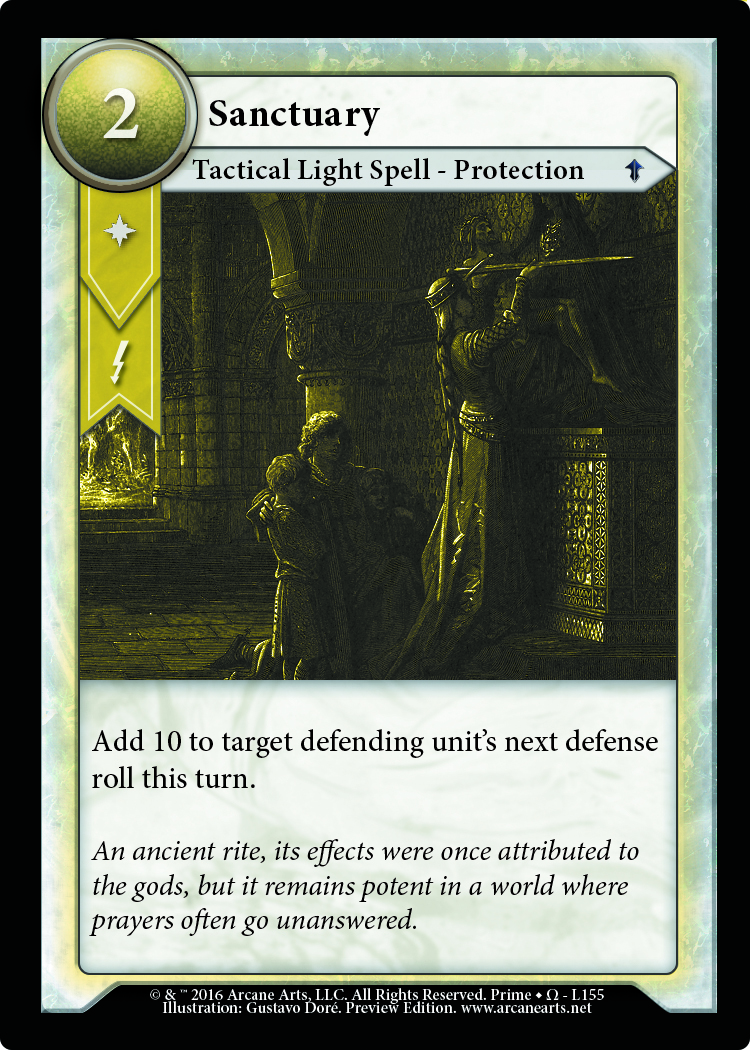 2
Sanctuary
Tactical Light Spell - Protection
Add 10 to target defending unit's next defense
roll this turn.
An ancient rite, its effects were once attributed to
the gods, but it remains potent in a world where
prayers often go unanswered.
© & ™ 2016 Arcane Arts, LLC. All Rights Reserved. Prime ⬥ Ω - L155
Illustration: Gustavo Doré. Preview Edition. www.arcanearts.net